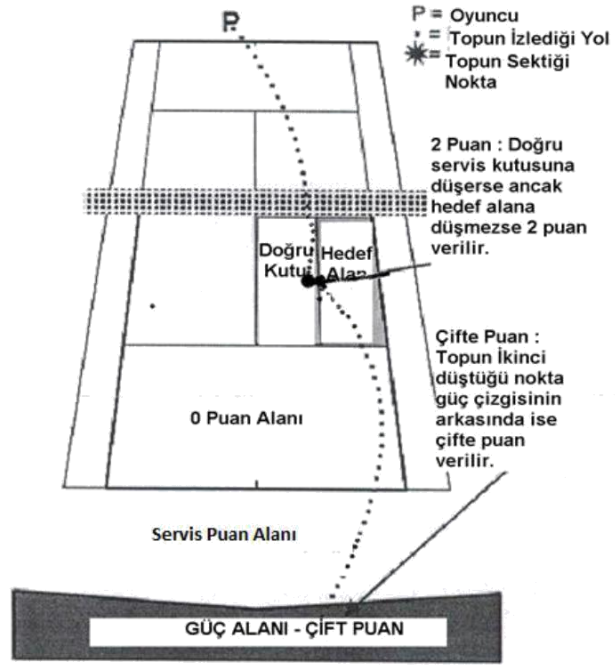 P
P = Oyuncu
= Topun İzlediği Yol
= Topun Sektiği
Nokta
2 Puan : Doğru
servis kutusuna
düşerse ancak
hedef alana
düşmezse 2 puan
verilir.
Doğru
Kutu
Hedef
Alan
Çifte Puan :
Topun İkinci
düştüğü nokta
güç çizgisinin
arkasında ise
çifte puan
verilir.
0 Puan Alanı
Servis Puan Alanı
GÜÇ ALANI - ÇİFT PUAN